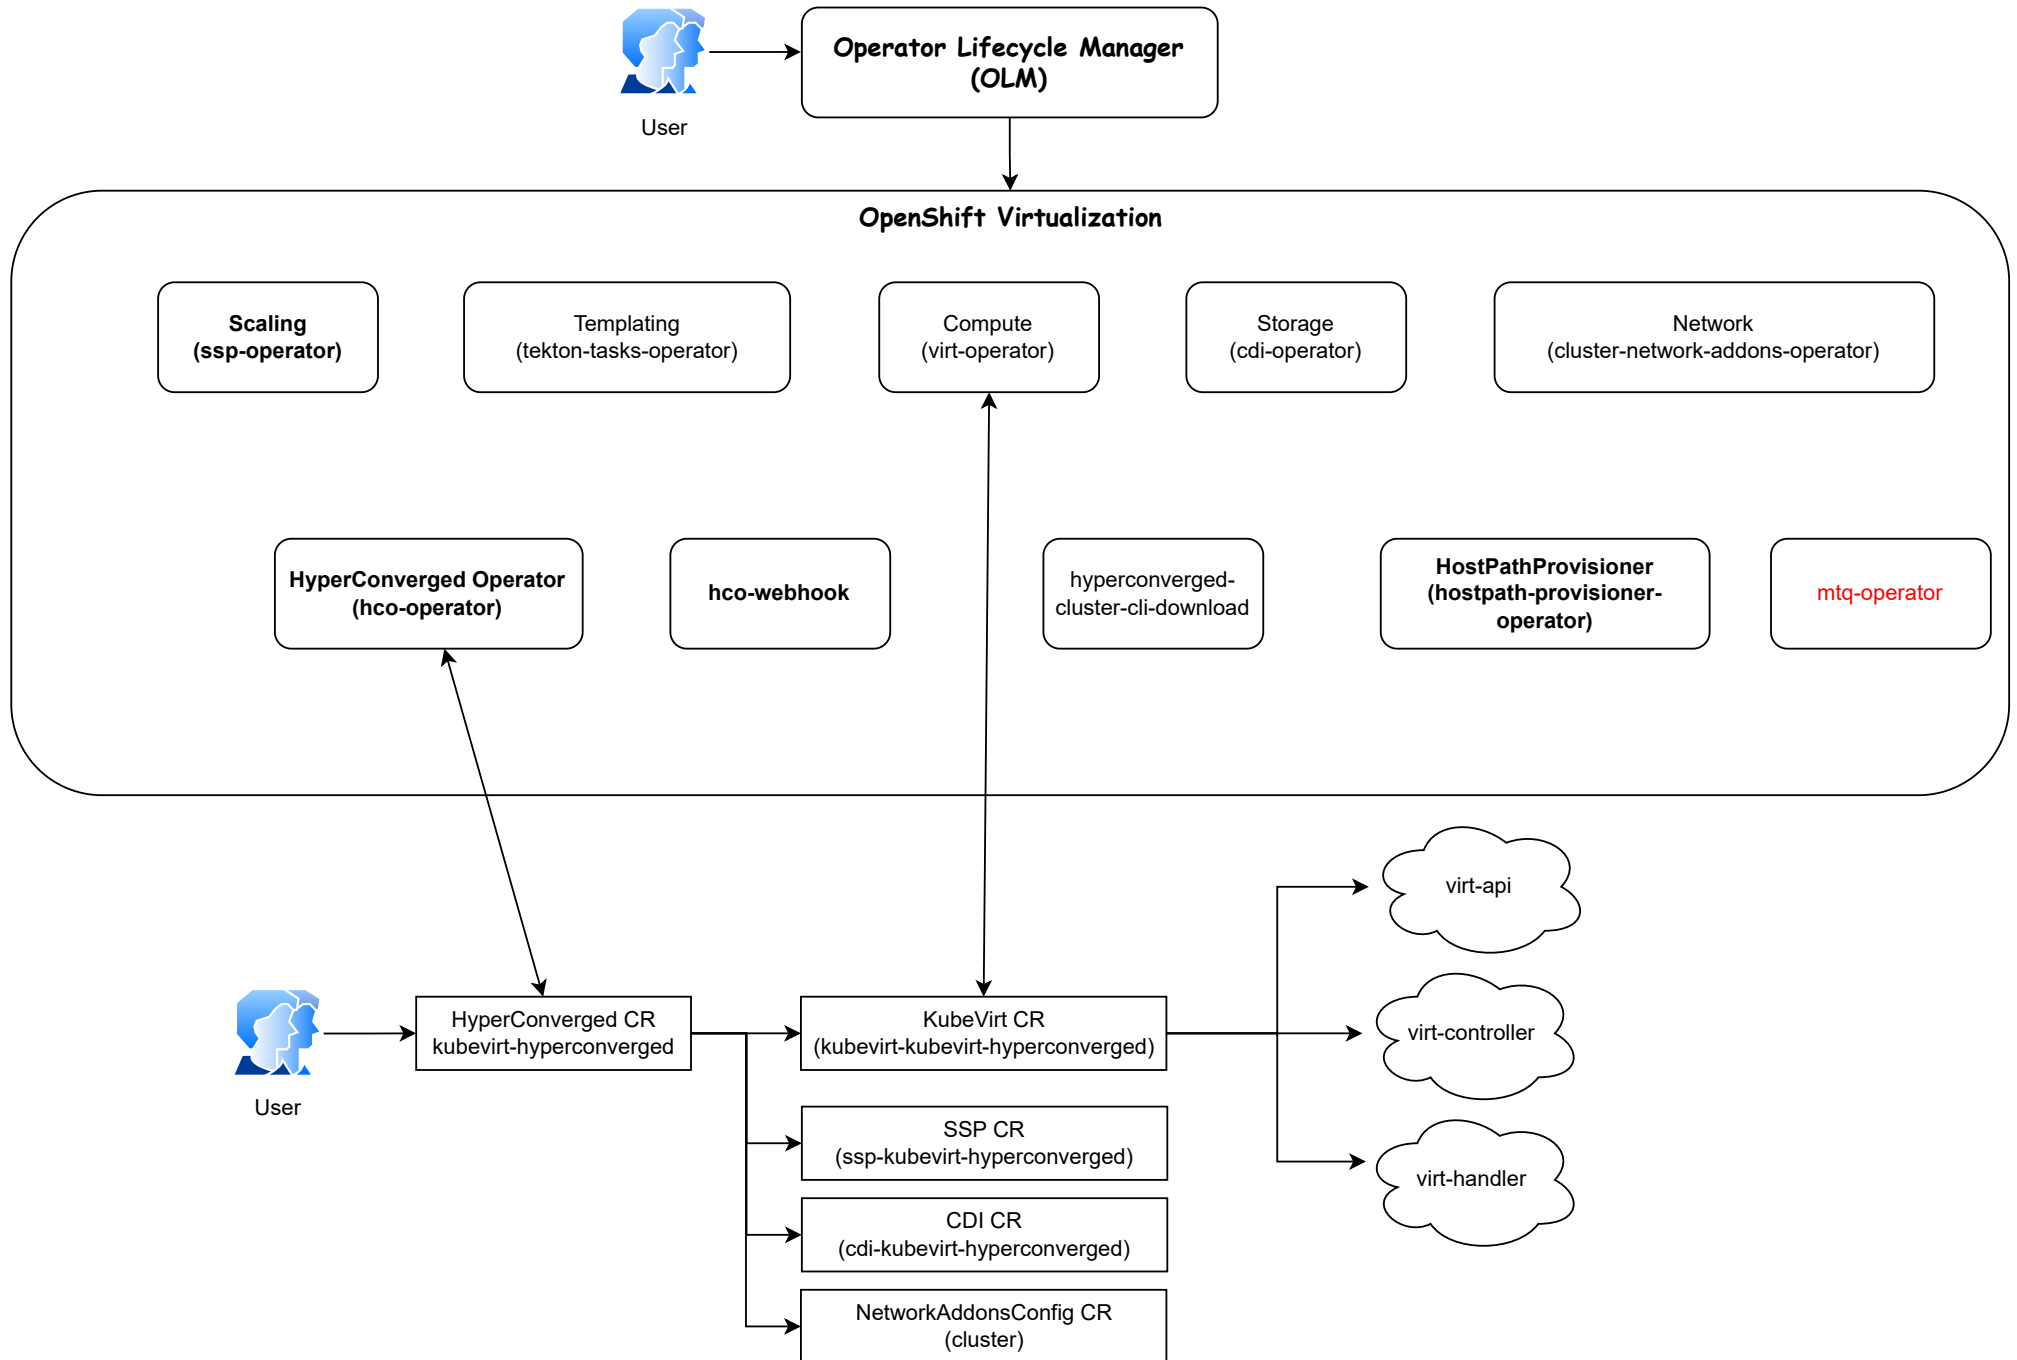 Operator Lifecycle Manager
(OLM)
User
OpenShift Virtualization
Scaling
(ssp-operator)
Templating
(tekton-tasks-operator)
Compute
(virt-operator)
Storage
(cdi-operator)
Network
(cluster-network-addons-operator)
HyperConverged Operator
(hco-operator)
hco-webhook
hyperconverged-
cluster-cli-download
HostPathProvisioner
(hostpath-provisioner-
operator)
mtq-operator
virt-api
virt-controller
virt-handler
User
HyperConverged CR
kubevirt-hyperconverged
KubeVirt CR
(kubevirt-kubevirt-hyperconverged)
SSP CR
(ssp-kubevirt-hyperconverged)
CDI CR
(cdi-kubevirt-hyperconverged)
NetworkAddonsConfig CR
(cluster)